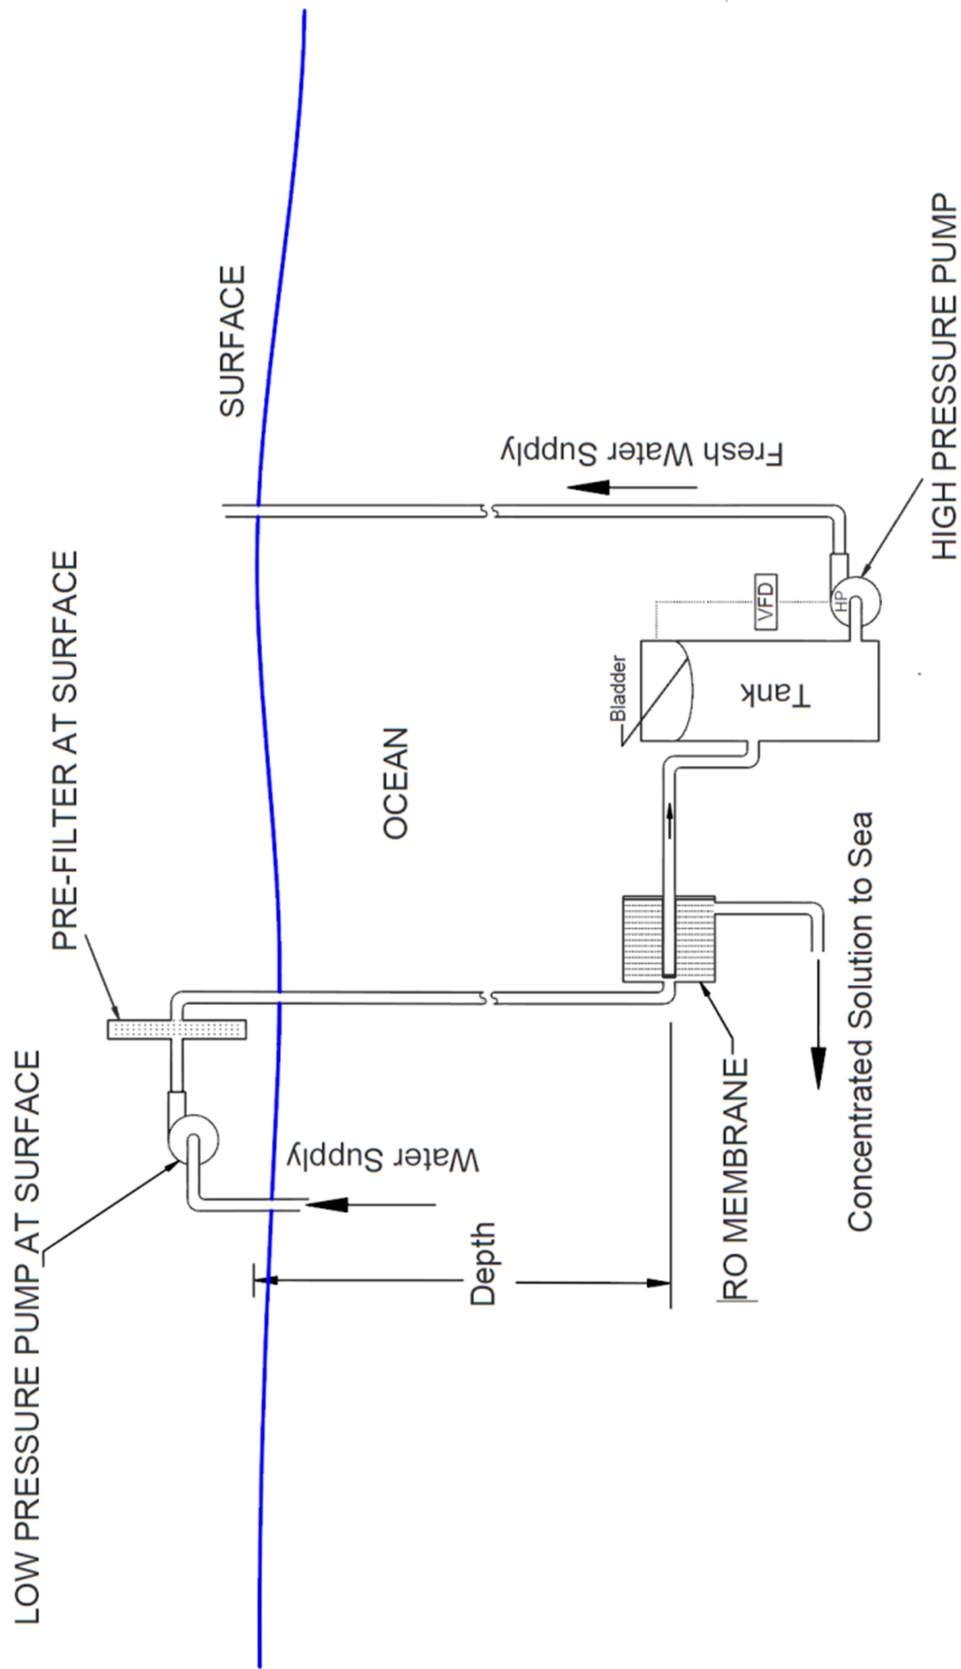 LOW PRESSURE PUMP AT SURFACE
PRE-FILTER AT SURFACE
SURFACE
Water Supply
Depth
OCEAN
Fresh Water Supply
RO MEMBRANE
Bladder
Tank
VFD
HP
HIGH PRESSURE PUMP
Concentrated Solution to Sea